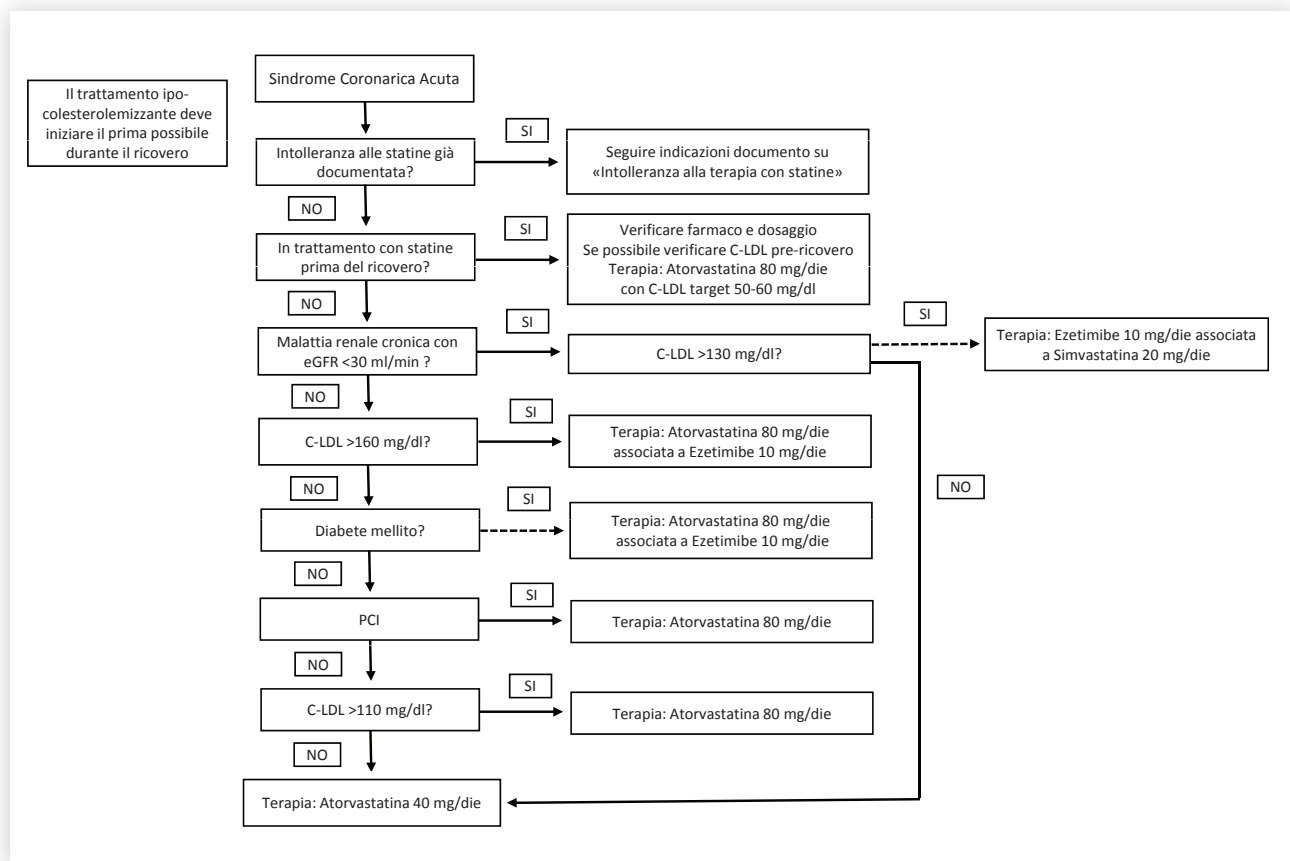 Sindrome Coronarica Acuta
Il trattamento ipo-
colesterolemizzante deve
iniziare il prima possibile
durante il ricovero
SI
Intolleranza alle statine già
documentata?
Seguire indicazioni documento su
«Intolleranza alla terapia con statine»
NO
SI
In trattamento con statine
prima del ricovero?
Verificare farmaco e dosaggio
Se possibile verificare C-LDL pre-ricovero
Terapia: Atorvastatina 80 mg/die
con C-LDL target 50-60 mg/dl
NO
SI
SI
Malattia renale cronica con
eGFR <30 ml/min ?
C-LDL >130 mg/dl?
Terapia: Ezetimibe 10 mg/die associata
a Simvastatina 20 mg/die
NO
SI
C-LDL >160 mg/dl?
Terapia: Atorvastatina 80 mg/die
associata a Ezetimibe 10 mg/die
NO
NO
SI
Diabete mellito?
Terapia: Atorvastatina 80 mg/die
associata a Ezetimibe 10 mg/die
NO
SI
PCI
Terapia: Atorvastatina 80 mg/die
NO
SI
C-LDL >110 mg/dl?
Terapia: Atorvastatina 80 mg/die
NO
Terapia: Atorvastatina 40 mg/die